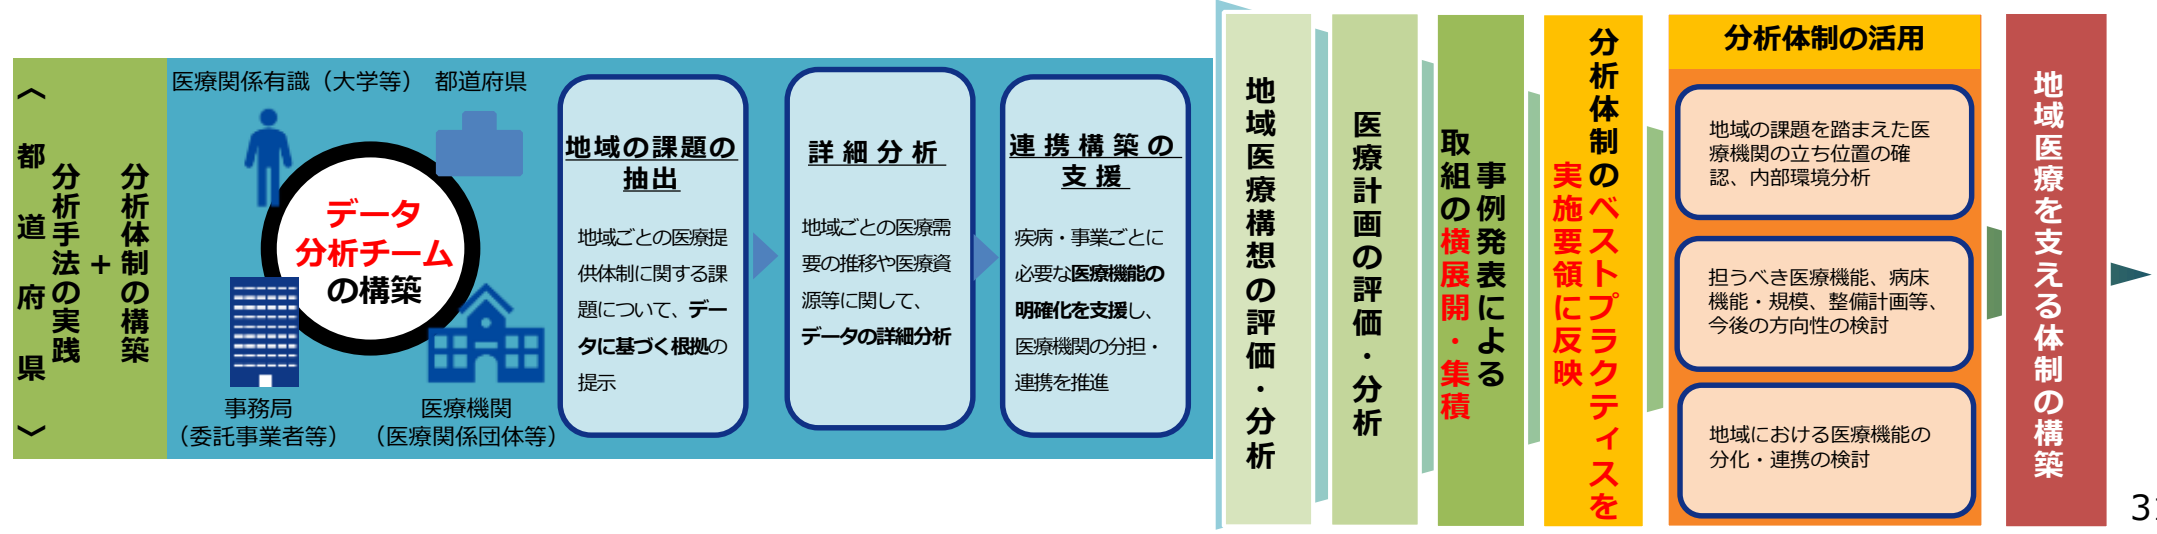 ︿都道府県﹀
分析手法の実践
+
分析体制の構築
医療関係有識（大学等）
都道府県
データ
分析チーム
の構築
事務局
（委託事業者等）
医療機関
（医療関係団体等）
地域の課題の
抽出
地域ごとの医療提
供体制に関する課
題について、デー
タに基づく根拠の
提示
詳細分析
地域ごとの医療需
要の推移や医療資
源等に関して、
データの詳細分析
連携構築の
支援
疾病・事業ごとに
必要な医療機能の
明確化を支援し、
医療機関の分担・
連携を推進
地域医療構想の評価・分析
医療計画の評価・分析
事例発表による
取組の横展開・集積
分析体制のベストプラクティスを
実施要領に反映
分析体制の活用
地域の課題を踏まえた医
療機関の立ち位置の確
認、内部環境分析
担うべき医療機能、病床
機能・規模、整備計画等、
今後の方向性の検討
地域における医療機能の
分化・連携の検討
地域医療を支える体制の構築